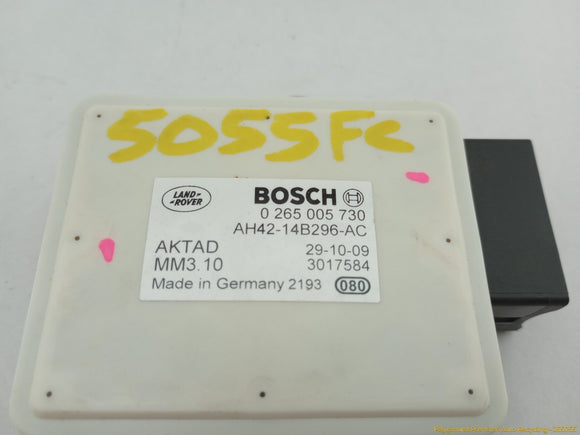 5055FC
LAND-
ROVER
BOSCH
0 265 005 730
AH42-14B296-AC
AKTAD 29-10-09
MM3.10 3017584
Made in Germany 2193 080